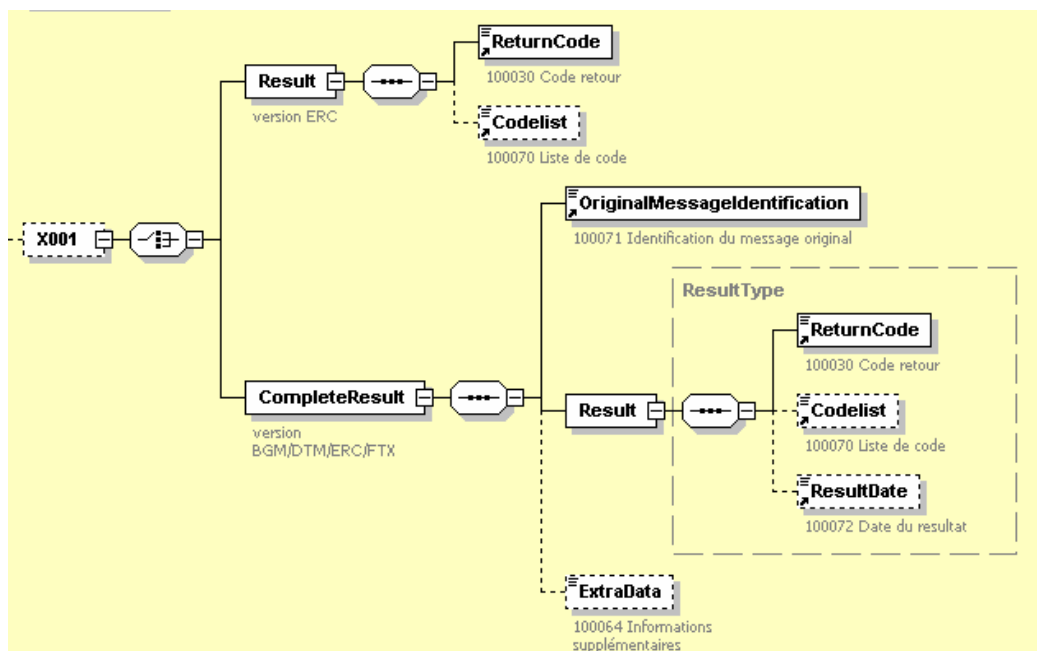 ReturnCode
100030 Code retour
Result
version ERC
Codelist
100070 Liste de code
X001
OriginalMessageIdentification
100071 Identification du message original
ResultType
ReturnCode
100030 Code retour
CompleteResult
version
BGM/DTM/ERC/FTX
Result
Codelist
100070 Liste de code
ResultDate
100072 Date du resultat
ExtraData
100064 Informations
supplémentaires